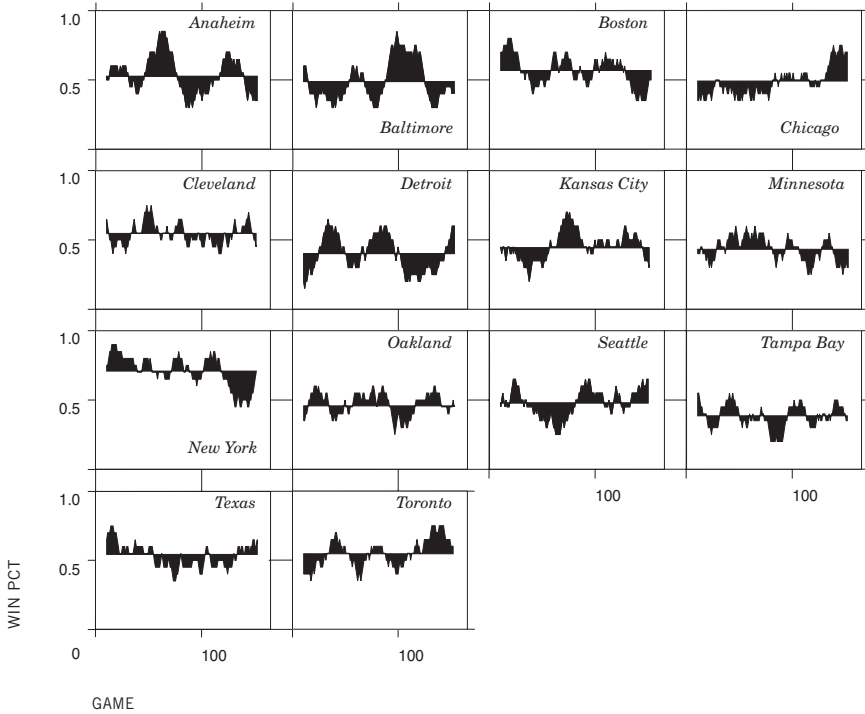 1.0
Anaheim
Boston
0.5
Baltimore
Chicago
1.0
Cleveland
Detroit
Kansas City
Minnesota
0.5
1.0
Oakland
Seattle
Tampa Bay
0.5
New York
100
100
1.0
Texas
Toronto
0.5
WIN PCT
0
100
100
GAME